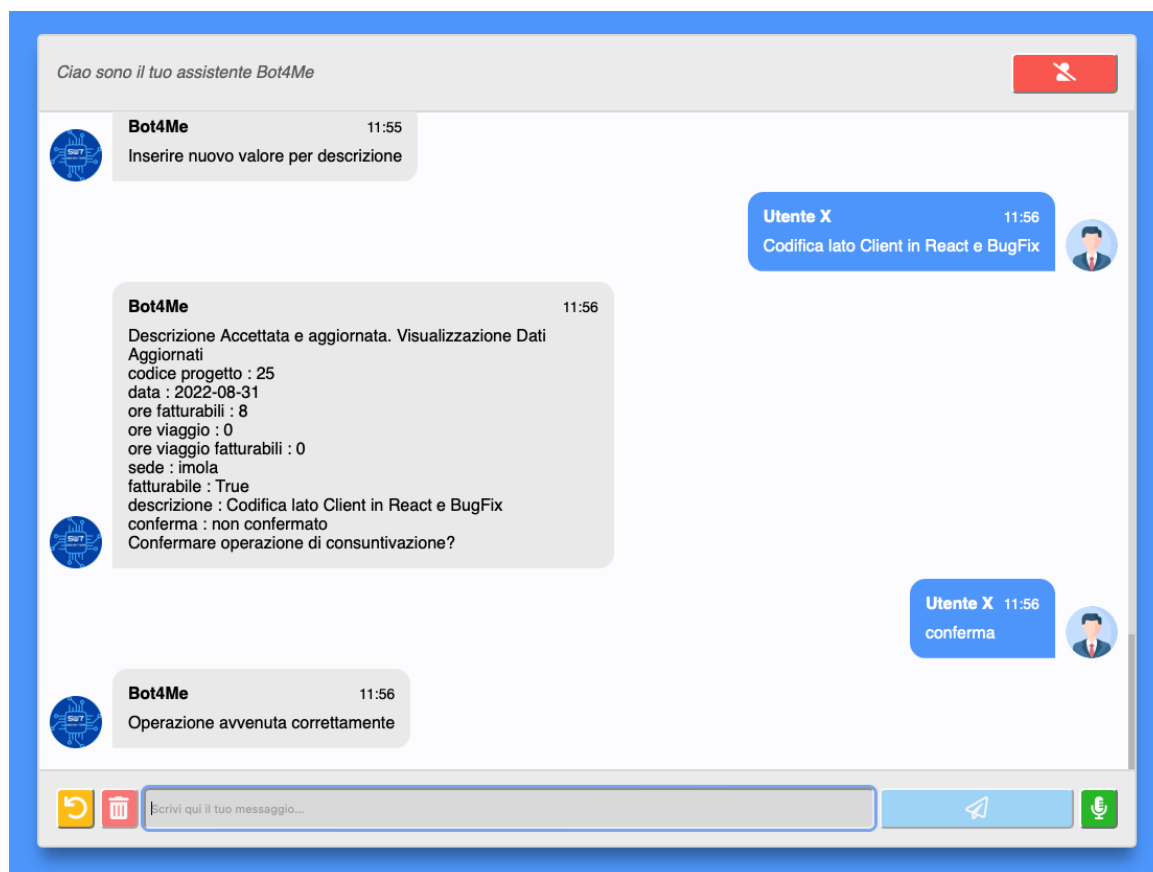 Ciao sono il tuo assistente Bot4Me
Bot4Me 11:55
Inserire nuovo valore per descrizione
Utente X 11:56
Codifica lato Client in React e BugFix
Bot4Me 11:56
Descrizione Accettata e aggiornata. Visualizzazione Dati
Aggiornati
codice progetto : 25
data : 2022-08-31
ore fatturabili : 8
ore viaggio : 0
ore viaggio fatturabili : 0
sede : imola
fatturabile : True
descrizione : Codifica lato Client in React e BugFix
conferma : non confermato
Confermare operazione di consuntivazione?
Utente X 11:56
conferma
Bot4Me 11:56
Operazione avvenuta correttamente
Scrivi qui il tuo messaggio...